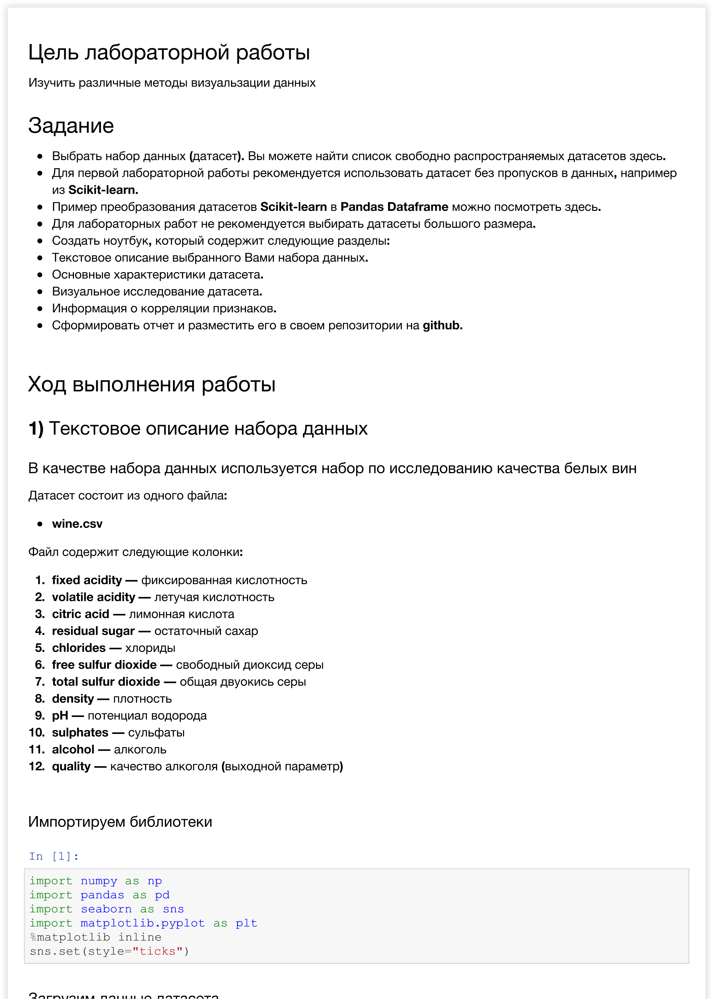 Цель лабораторной работы
Изучить различные методы визуальзации данных
Задание
• Выбрать набор данных (датасет). Вы можете найти список свободно распространяемых датасетов здесь.
• Для первой лабораторной работы рекомендуется использовать датасет без пропусков в данных, например
из Scikit-learn.
• Пример преобразования датасетов Scikit-learn в Pandas Dataframe можно посмотреть здесь.
• Для лабораторных работ не рекомендуется выбирать датасеты большого размера.
• Создать ноутбук, который содержит следующие разделы:
• Текстовое описание выбранного Вами набора данных.
• Основные характеристики датасета.
• Визуальное исследование датасета.
• Информация о корреляции признаков.
• Сформировать отчет и разместить его в своем репозитории на github.
Ход выполнения работы
1) Текстовое описание набора данных
В качестве набора данных используется набор по исследованию качества белых вин
Датасет состоит из одного файла:
• wine.csv
Файл содержит следующие колонки:
1. fixed acidity — фиксированная кислотность
2. volatile acidity — летучая кислотность
3. citric acid — лимонная кислота
4. residual sugar — остаточный сахар
5. chlorides — хлориды
6. free sulfur dioxide — свободный диоксид серы
7. total sulfur dioxide — общая двуокись серы
8. density — плотность
9. pH — потенциал водорода
10. sulphates — сульфаты
11. alcohol — алкоголь
12. quality — качество алкоголя (выходной параметр)
Импортируем библиотеки
In [1]:
import numpy as np
import pandas as pd
import seaborn as sns
import matplotlib.pyplot as plt
%matplotlib inline
sns.set(style="ticks")
Загрузим данные датасета